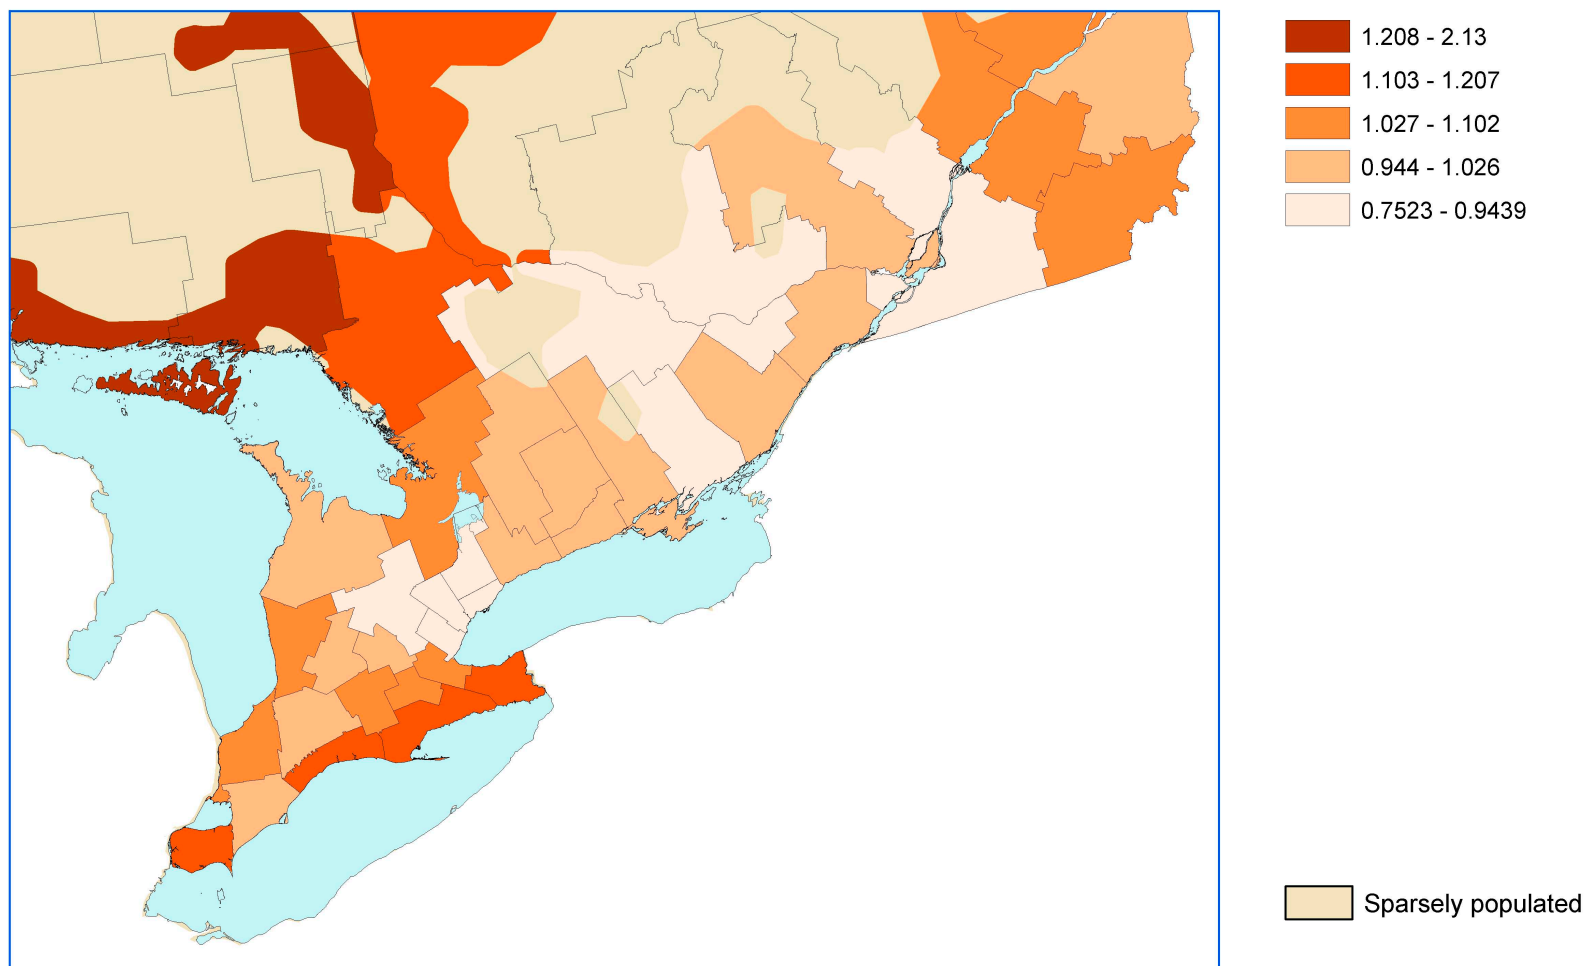 1.208 - 2.13
1.103 - 1.207
1.027 - 1.102
0.944 - 1.026
0.7523 - 0.9439
Sparsely populated